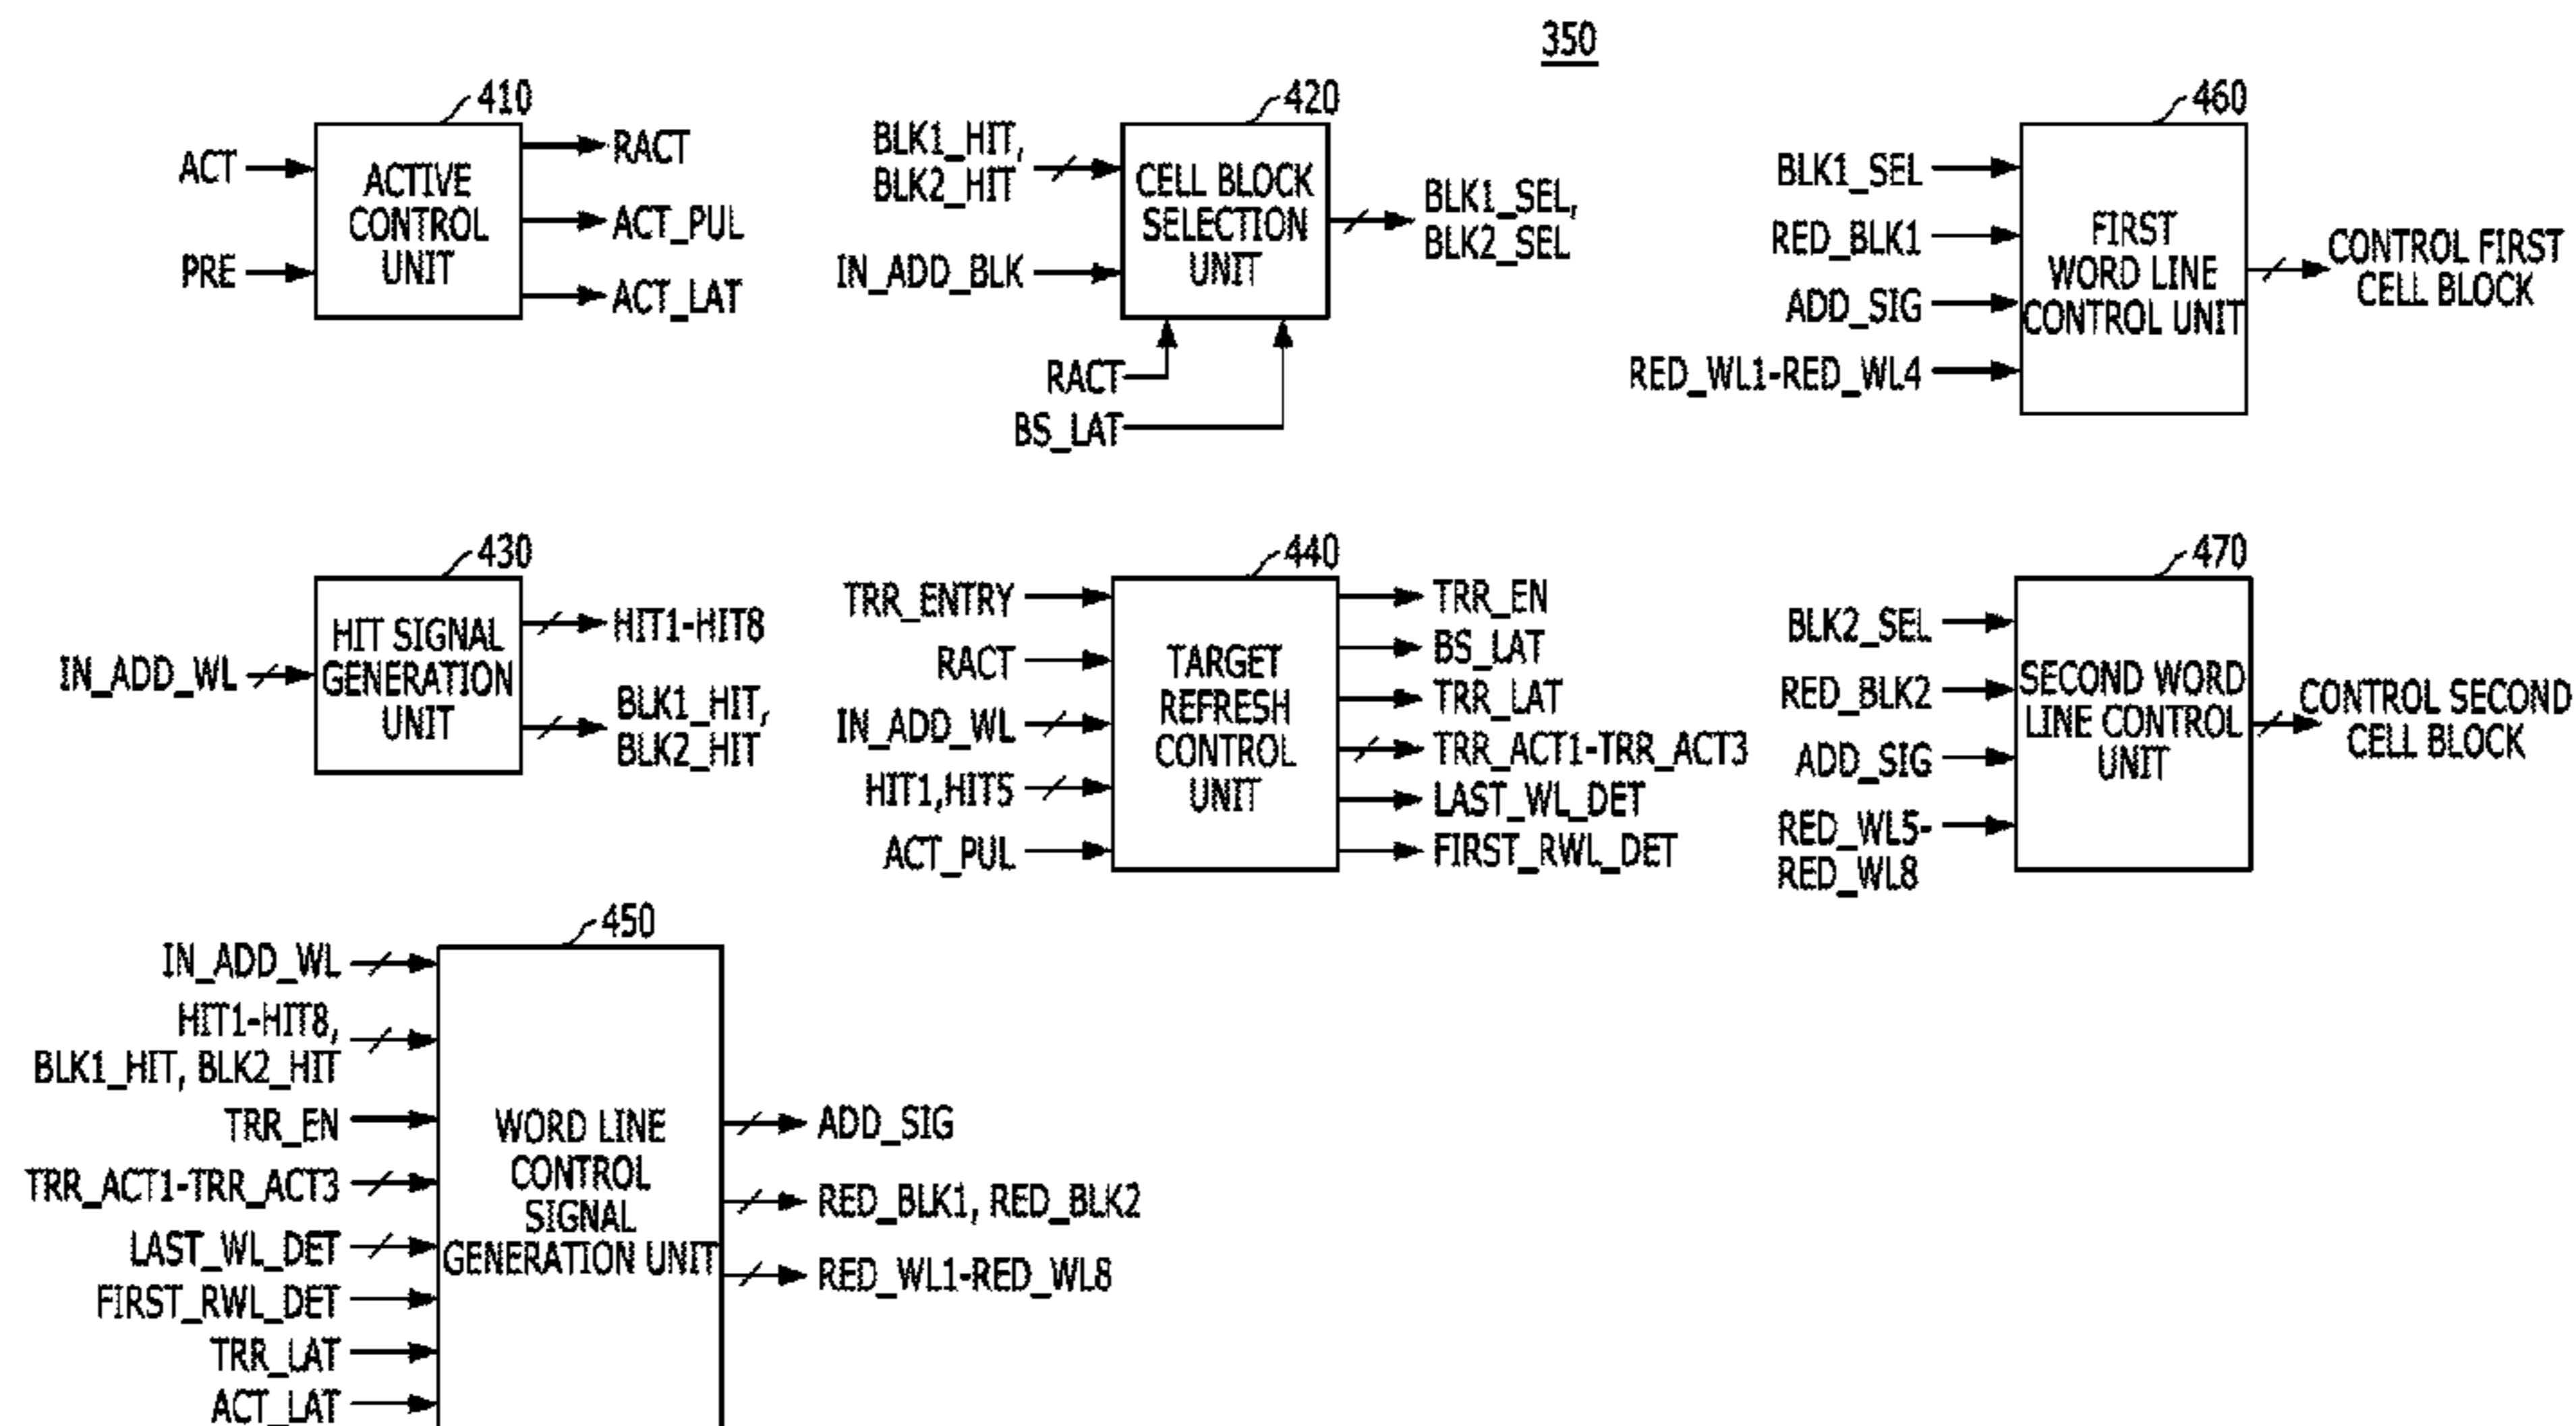 350
410
ACT
PRE
ACTIVE
CONTROL
UNIT
RACT
ACT_PUL
ACT_LAT
420
BLK1_HIT,
BLK2_HIT
IN_ADD_BLK
CELL BLOCK
SELECTION
UNIT
BLK1_SEL,
BLK2_SEL
RACT
BS_LAT
460
BLK1_SEL
RED_BLK1
ADD_SIG
RED_WL1-RED_WL4
FIRST
WORD LINE
CONTROL UNIT
CONTROL FIRST
CELL BLOCK
430
IN_ADD_WL
HIT SIGNAL
GENERATION
UNIT
HIT1-HIT8
BLK1_HIT,
BLK2_HIT
440
TRR_ENTRY
RACT
IN_ADD_WL
HIT1,HIT5
ACT_PUL
TARGET
REFRESH
CONTROL
UNIT
TRR_EN
BS_LAT
TRR_LAT
TRR_ACT1-TRR_ACT3
LAST_WL_DET
FIRST_RWL_DET
470
BLK2_SEL
RED_BLK2
ADD_SIG
RED_WL5-
RED_WL8
SECOND WORD
LINE CONTROL
UNIT
CONTROL SECOND
CELL BLOCK
450
IN_ADD_WL
HIT1-HIT8,
BLK1_HIT, BLK2_HIT
TRR_EN
TRR_ACT1-TRR_ACT3
LAST_WL_DET
FIRST_RWL_DET
TRR_LAT
ACT_LAT
WORD LINE
CONTROL
SIGNAL
GENERATION UNIT
ADD_SIG
RED_BLK1, RED_BLK2
RED_WL1-RED_WL8